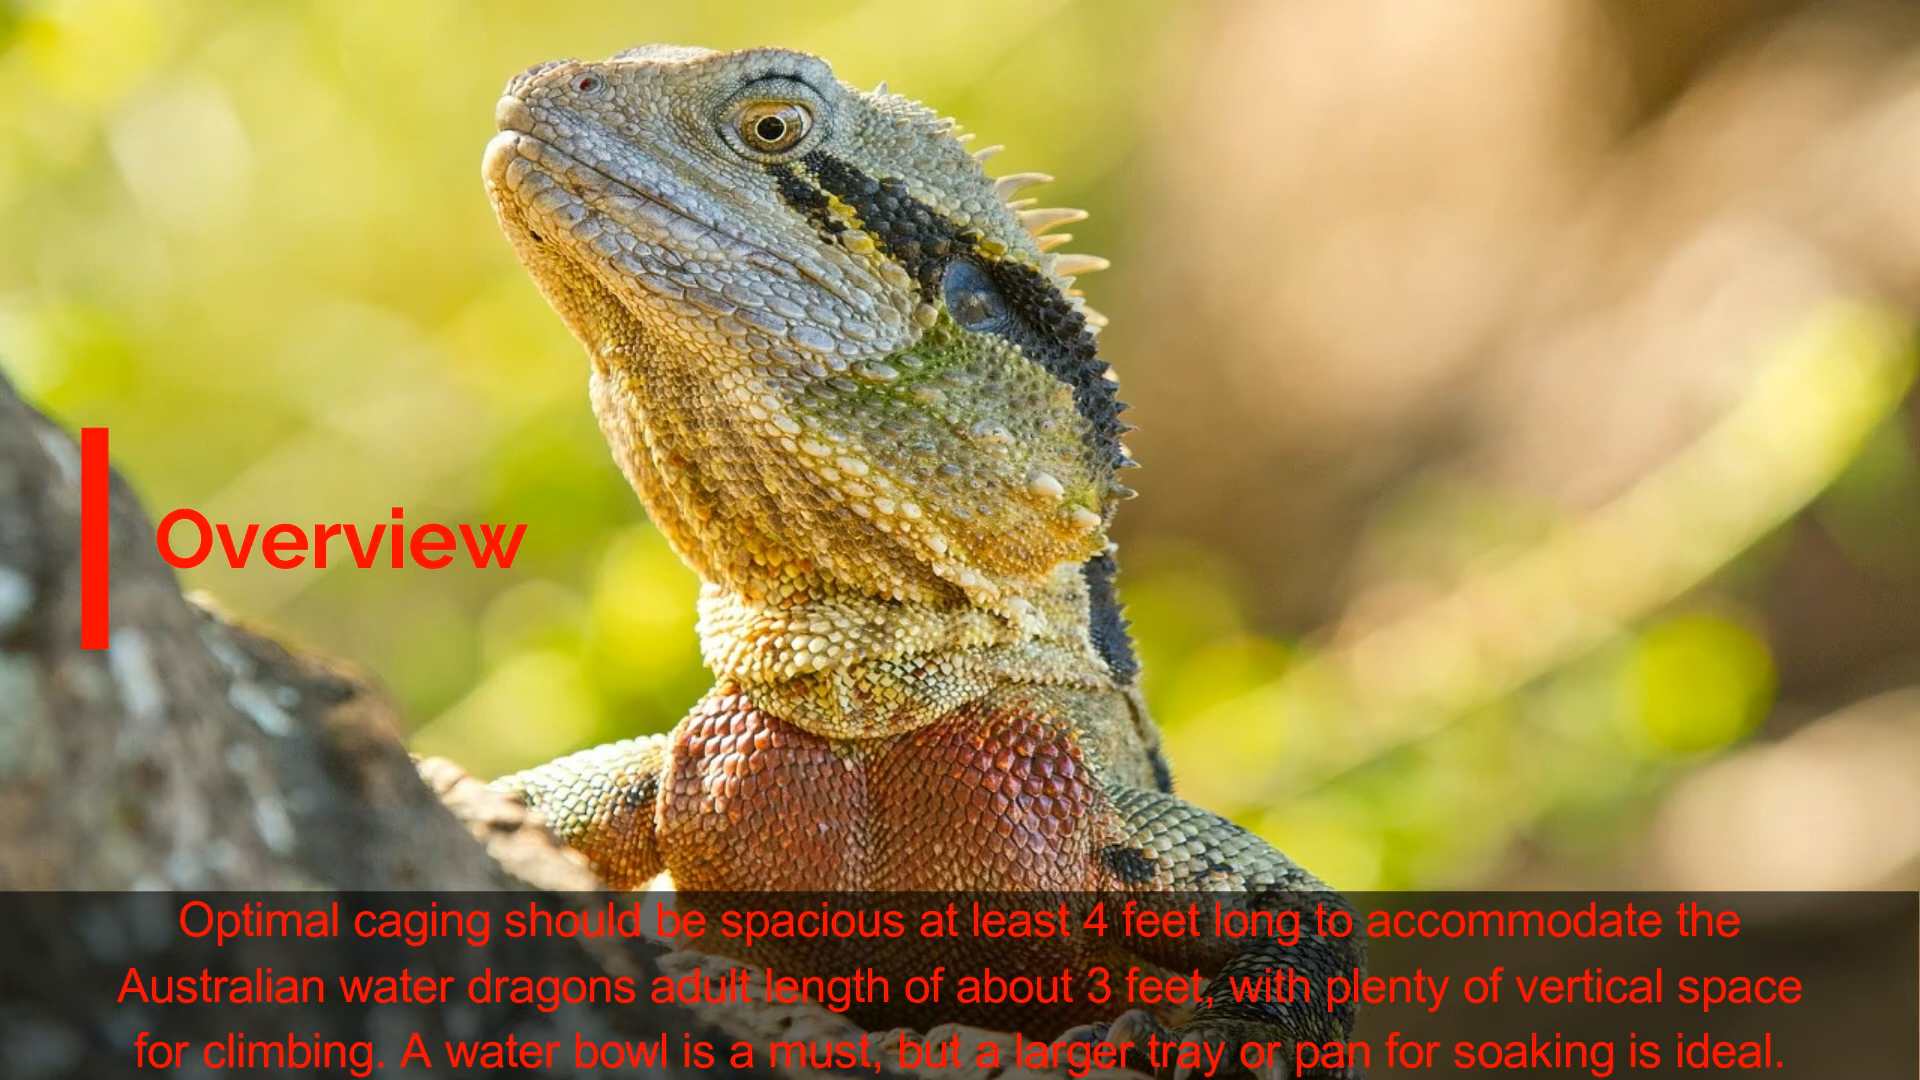 Overview
Optimal caging should be spacious at least 4 feet long to accommodate the
Australian water dragons adult length of about 3 feet, with plenty of vertical space
for climbing. A water bowl is a must, but a larger tray or pan for soaking is ideal.